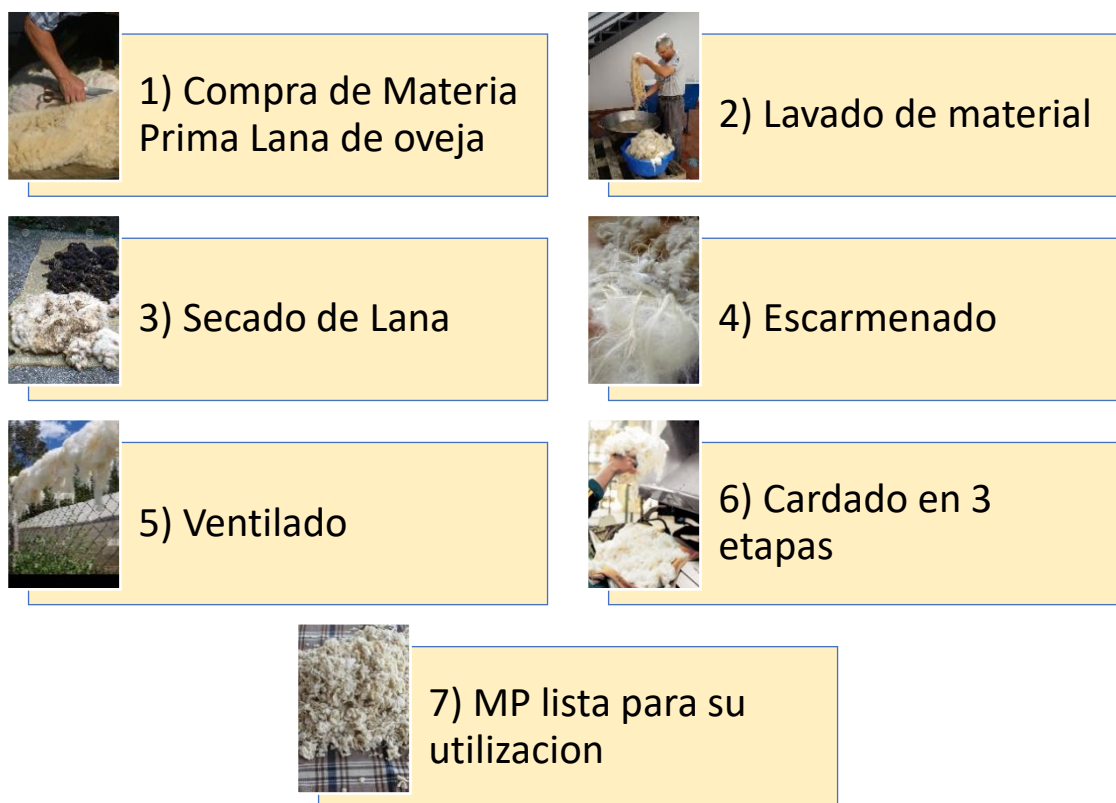 1) Compra de Materia
Prima Lana de oveja
2) Lavado de material
3) Secado de Lana
4) Escarmenado
5) Ventilado
6) Cardado en 3
etapas
7) MP lista para su
utilizacion